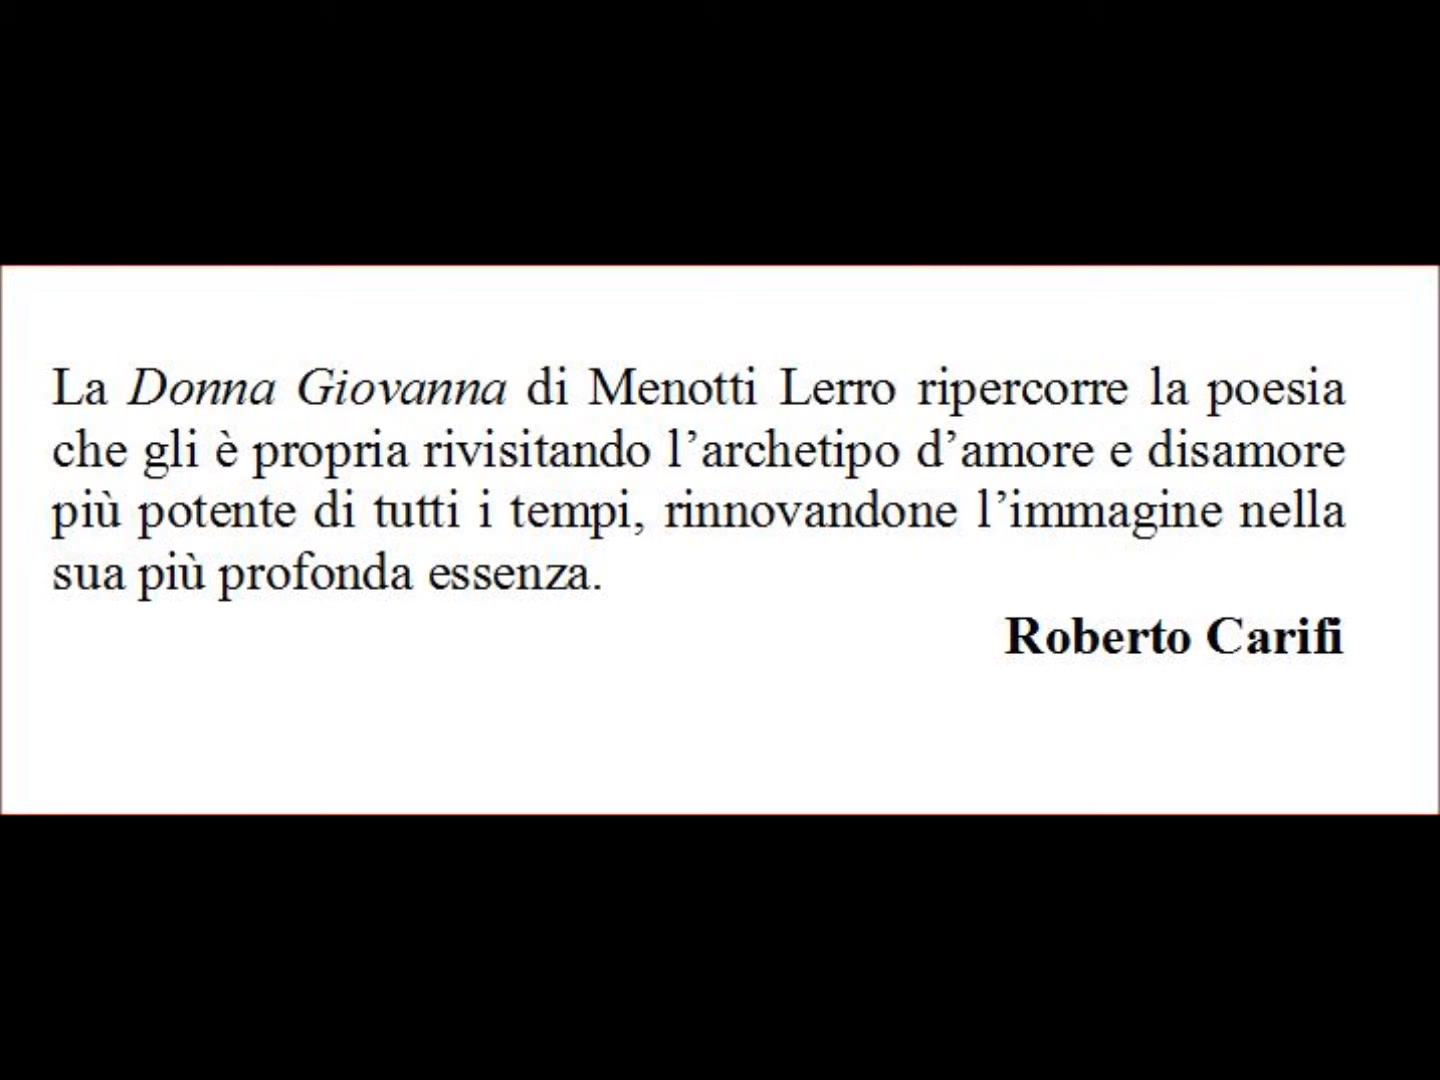 La Donna Giovanna di Menotti Lerro ripercorre la poesia
che gli è propria rivisitando l’archetipo d’amore e disamore
più potente di tutti i tempi, rinnovandone l’immagine nella
sua più profonda essenza.
Roberto Carifi